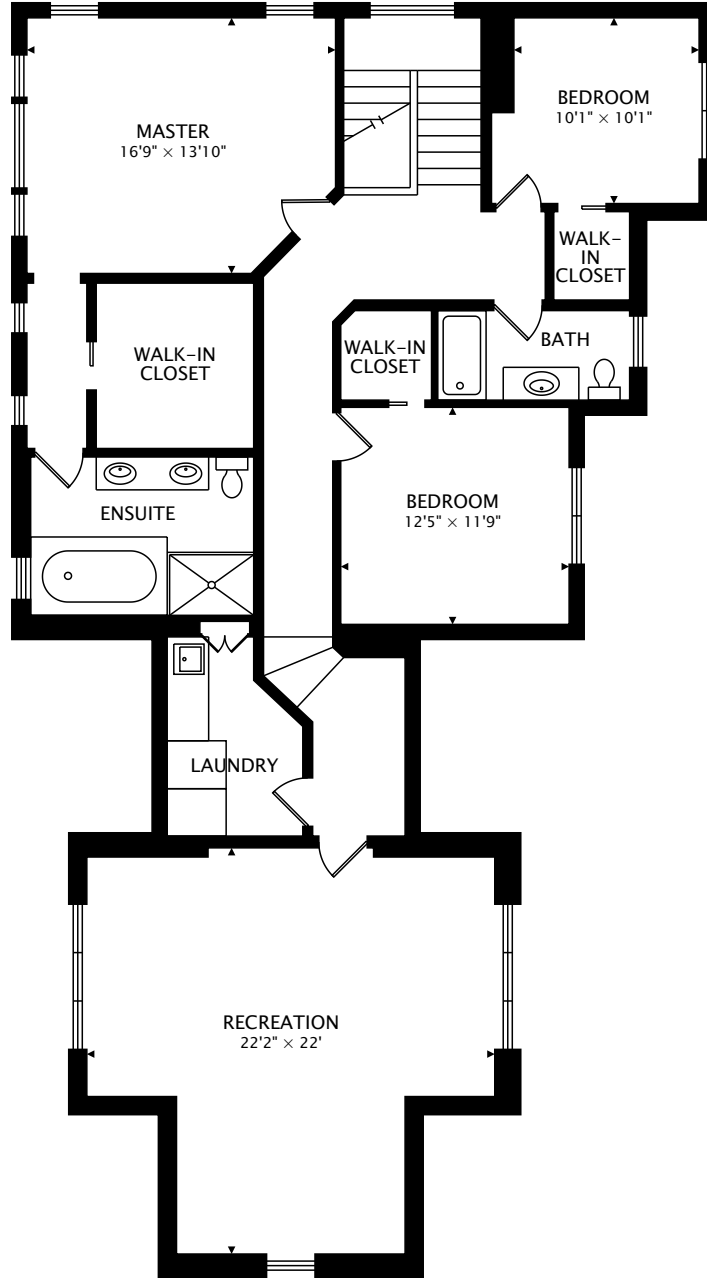 BEDROOM
10'1" × 10'1"
MASTER
16'9" × 13'10"
WALK-
IN
CLOSET
BATH
WALK-IN
CLOSET
WALK-IN
CLOSET
BEDROOM
12'5" × 11'9"
ENSUITE
LAUNDRY
RECREATION
22'2" × 22'